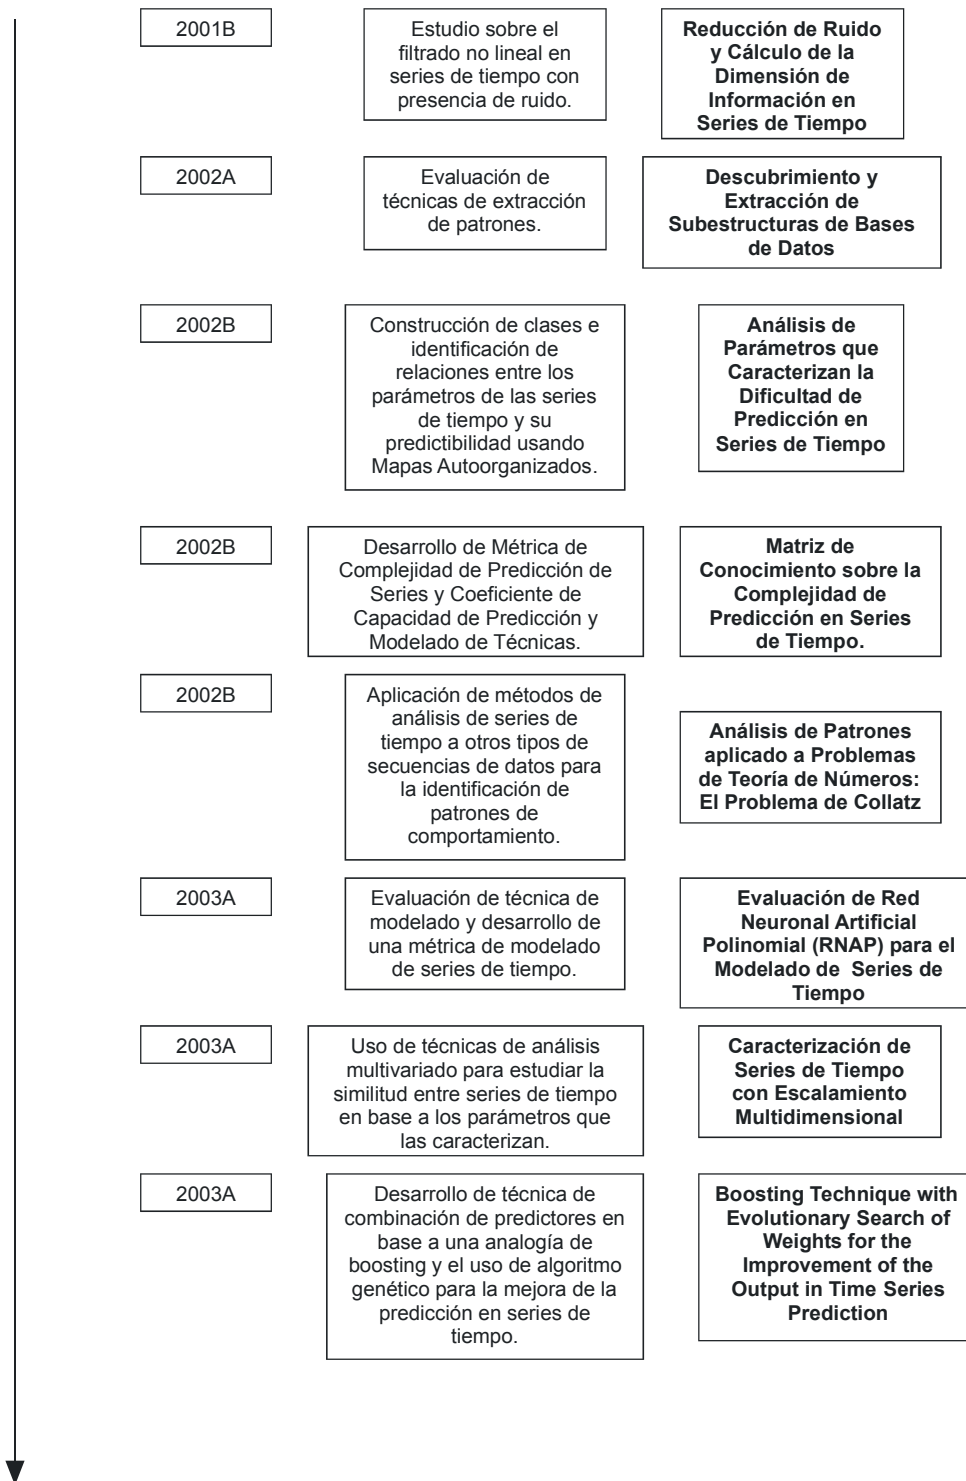 2001B
Estudio sobre el
filtrado no lineal en
series de tiempo con
presencia de ruido.
Reducción de Ruido
y Cálculo de la
Dimensión de
Información en
Series de Tiempo
2002A
Evaluación de
técnicas de extracción
de patrones.
Descubrimiento y
Extracción de
Subestructuras de Bases
de Datos
2002B
Construcción de clases e
identificación de
relaciones entre los
parámetros de las series
de tiempo y su
predictibilidad usando
Mapas Autoorganizados.
Análisis de
Parámetros que
Caracterizan la
Dificultad de
Predicción en
Series de Tiempo
2002B
Desarrollo de Métrica de
Complejidad de Predicción de
Series y Coeficiente de
Capacidad de Predicción y
Modelado de Técnicas.
Matriz de
Conocimiento sobre la
Complejidad de
Predicción en Series
de Tiempo.
2002B
Aplicación de métodos de
análisis de series de
tiempo a otros tipos de
secuencias de datos para
la identificación de
patrones de
comportamiento.
Análisis de Patrones
aplicado a Problemas
de Teoría de Números:
El Problema de Collatz
2003A
Evaluación de técnica de
modelado y desarrollo de
una métrica de modelado
de series de tiempo.
Evaluación de Red
Neuronal Artificial
Polinomial (RNAP) para el
Modelado de Series de
Tiempo
2003A
Uso de técnicas de análisis
multivariado para estudiar la
similitud entre series de tiempo
en base a los parámetros que
las caracterizan.
Caracterización de
Series de Tiempo
con Escalamiento
Multidimensional
2003A
Desarrollo de técnica de
combinación de predictores en
base a una analogía de
boosting y el uso de algoritmo
genético para la mejora de la
predicción en series de
tiempo.
Boosting Technique with
Evolutionary Search of
Weights for the
Improvement of the
Output in Time Series
Prediction